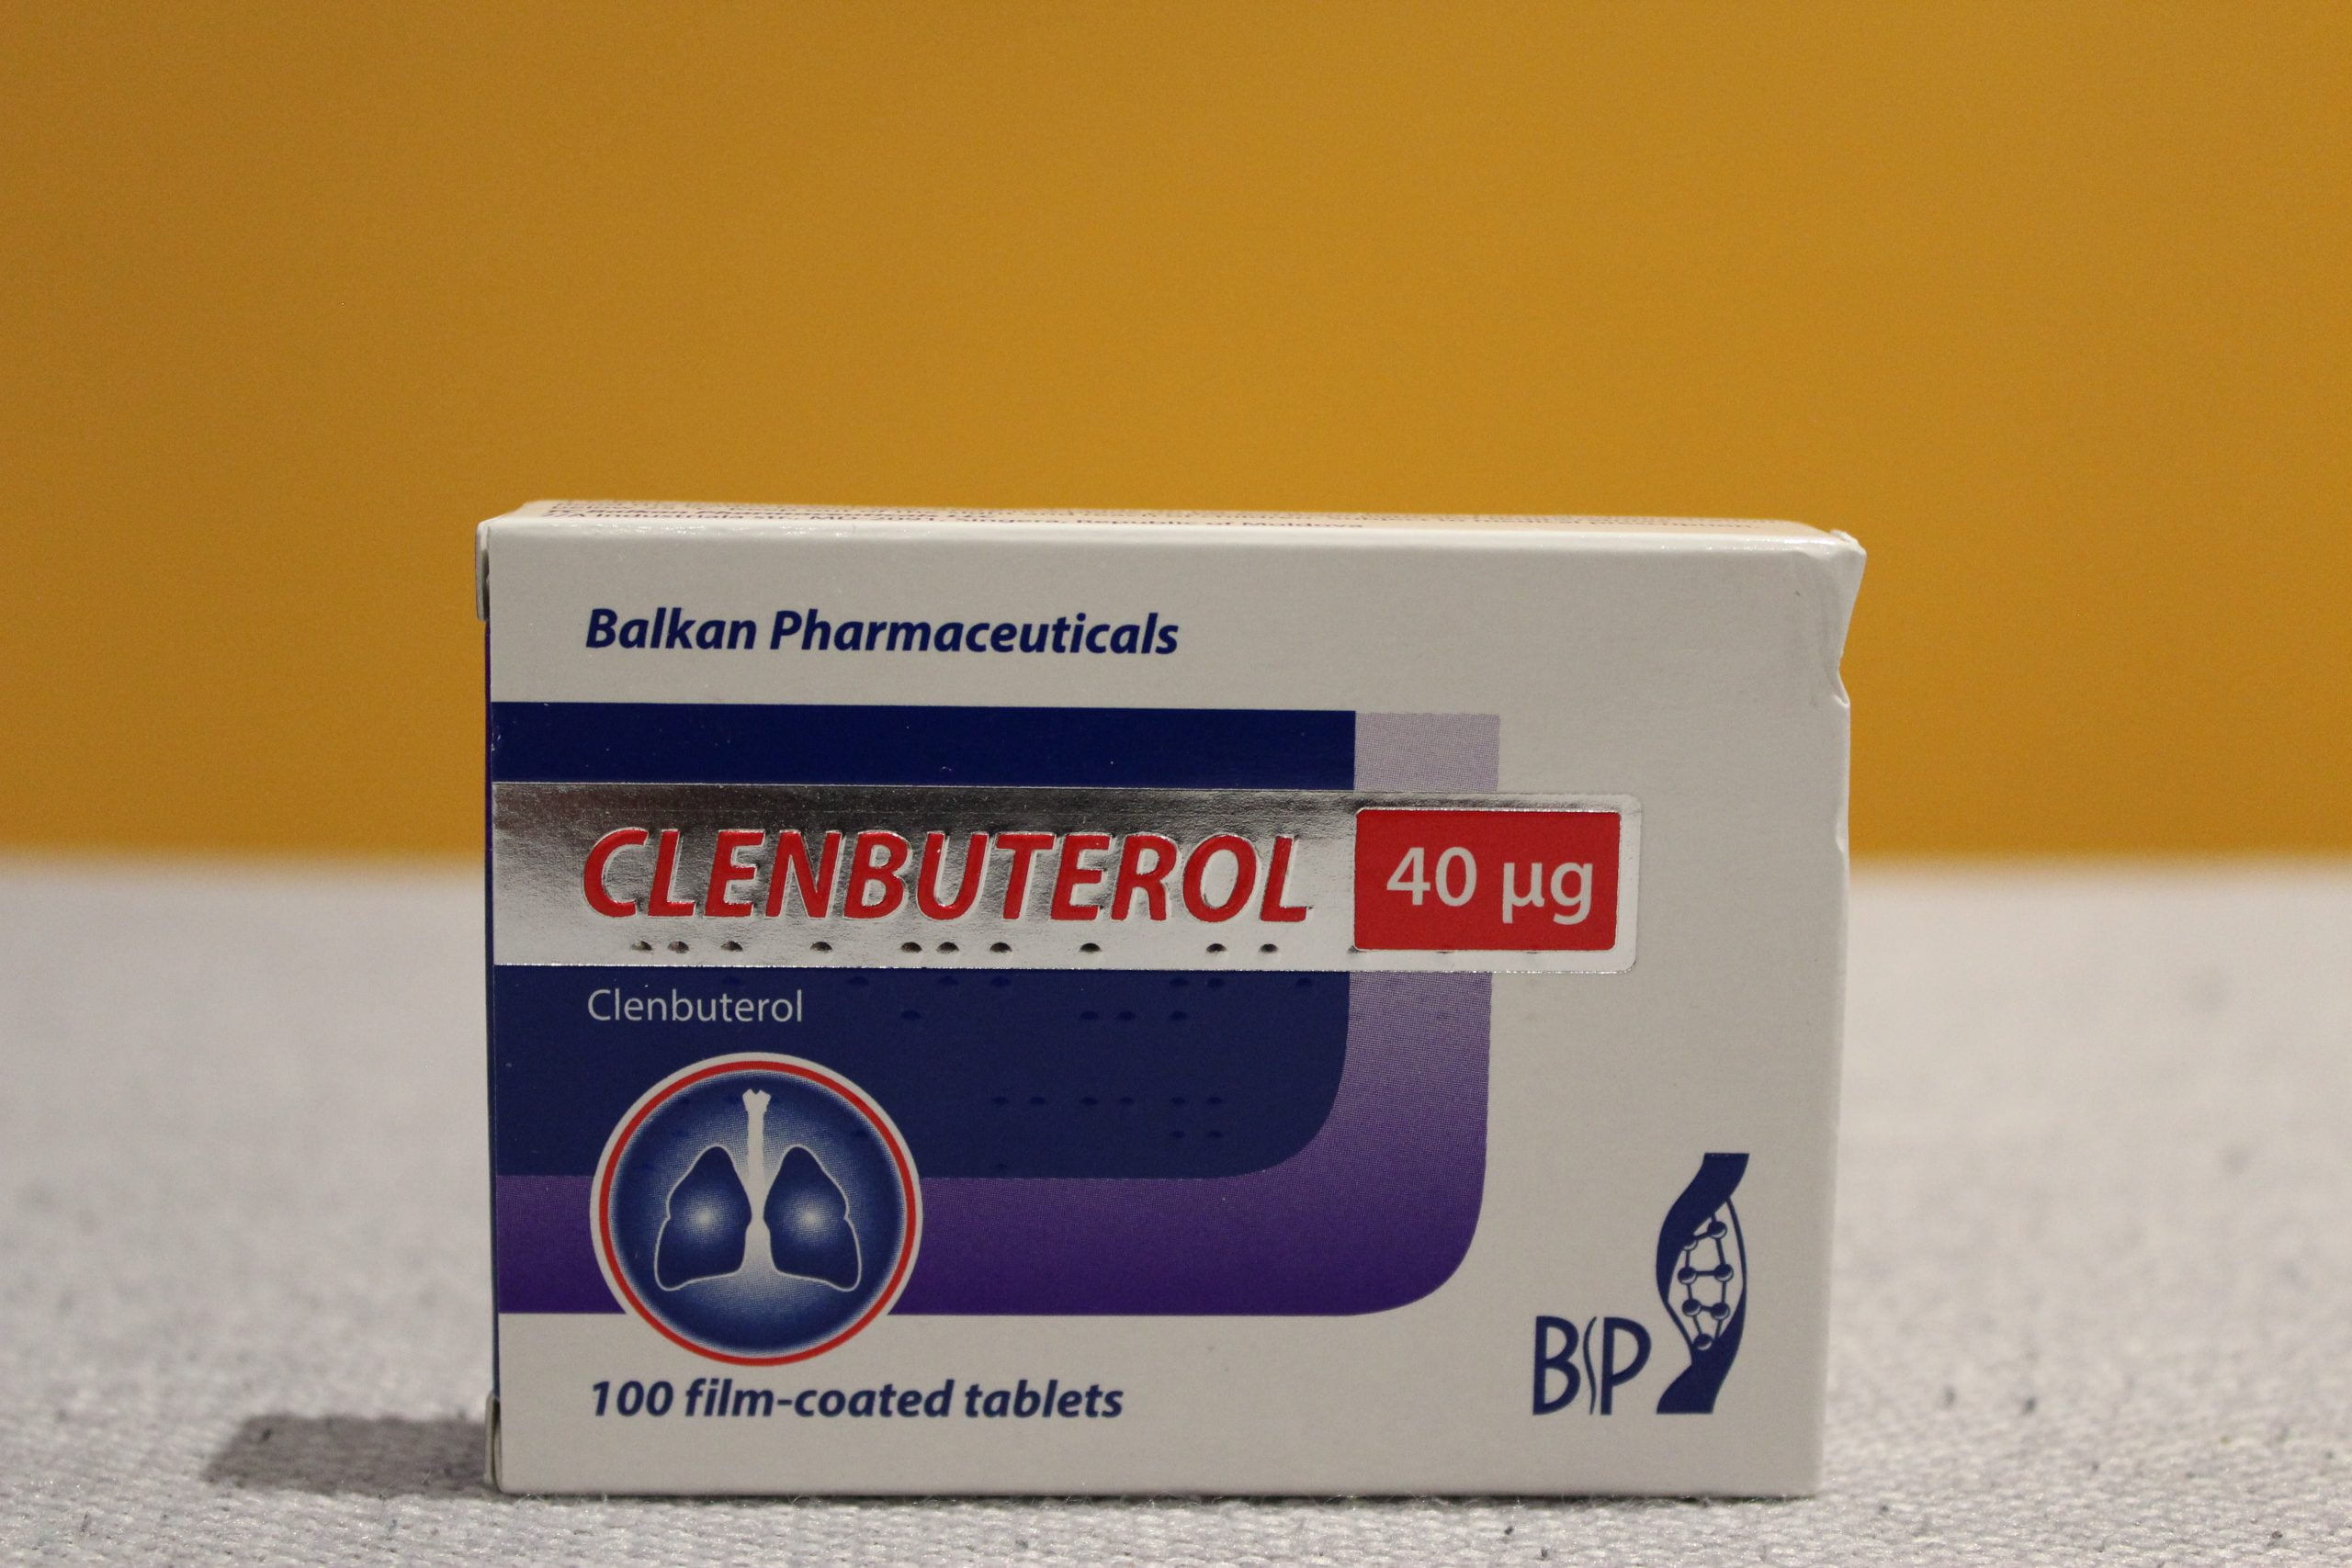 Balkan Pharmaceuticals
CLENBUTEROL 40 µg
Clenbuterol
100 film-coated tablets
BP